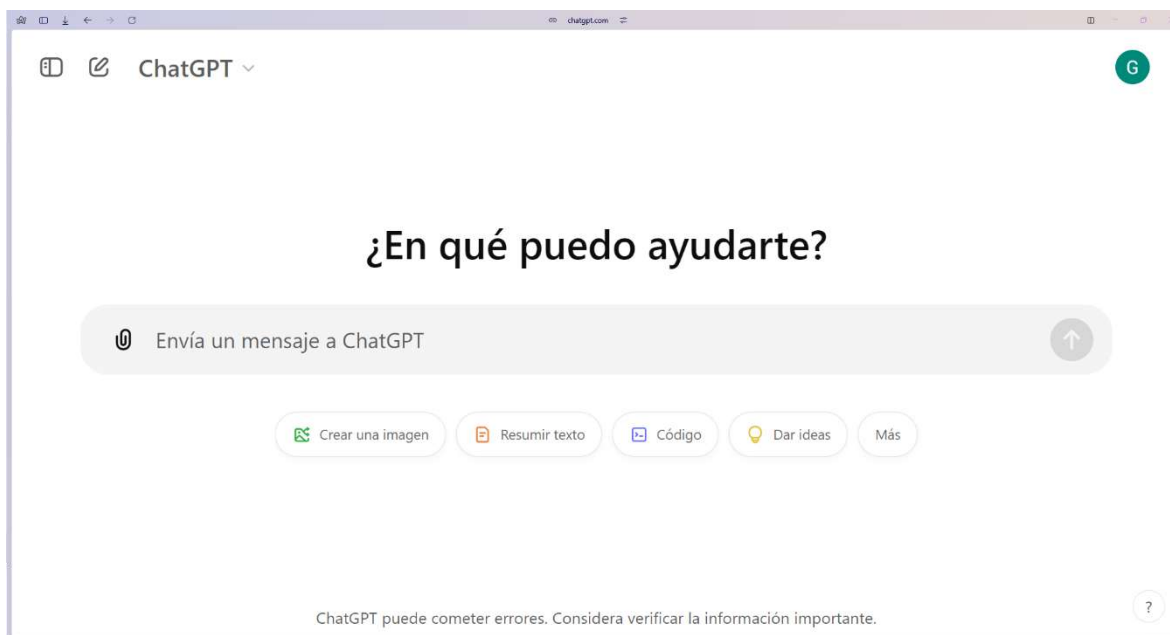 chatgpt.com
ChatGPT
G
¿En qué puedo ayudarte?
Envía un mensaje a ChatGPT
Crear una imagen
Resumir texto
Código
Dar ideas
Más
?
ChatGPT puede cometer errores. Considera verificar la información importante.